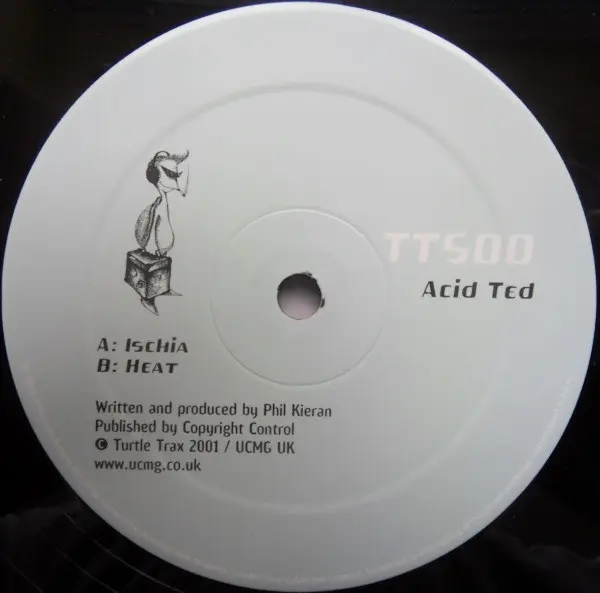 TTS00
Acid Ted
A: Ischia
B: Heat
Written and produced by Phil Kieran
Published by Copyright Control
© Turtle Trax 2001 / UCMG UK
www.ucmg.co.uk